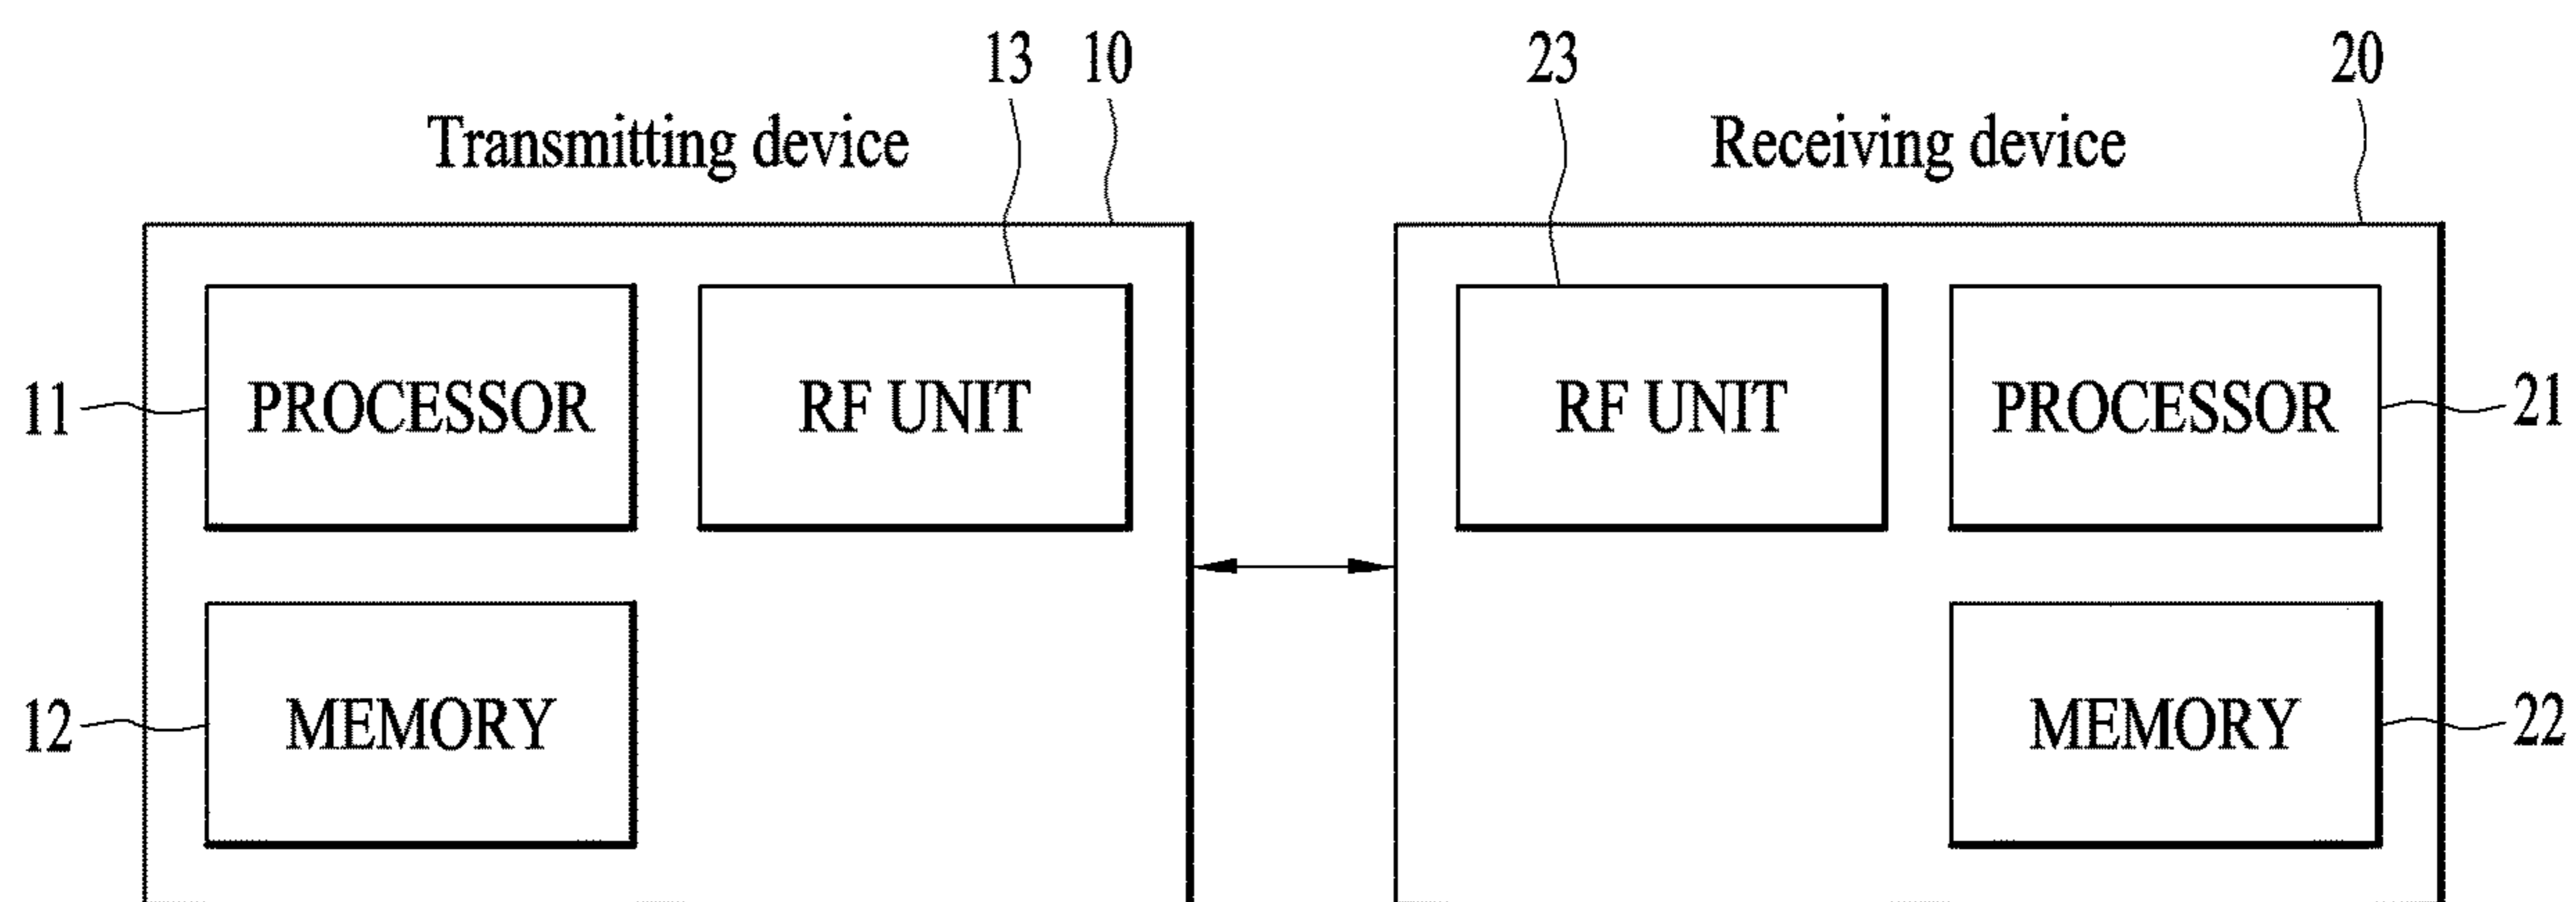 13 10 23 20
Transmitting device Receiving device
11 PROCESSOR RF UNIT RF UNIT PROCESSOR 21
12 MEMORY MEMORY 22